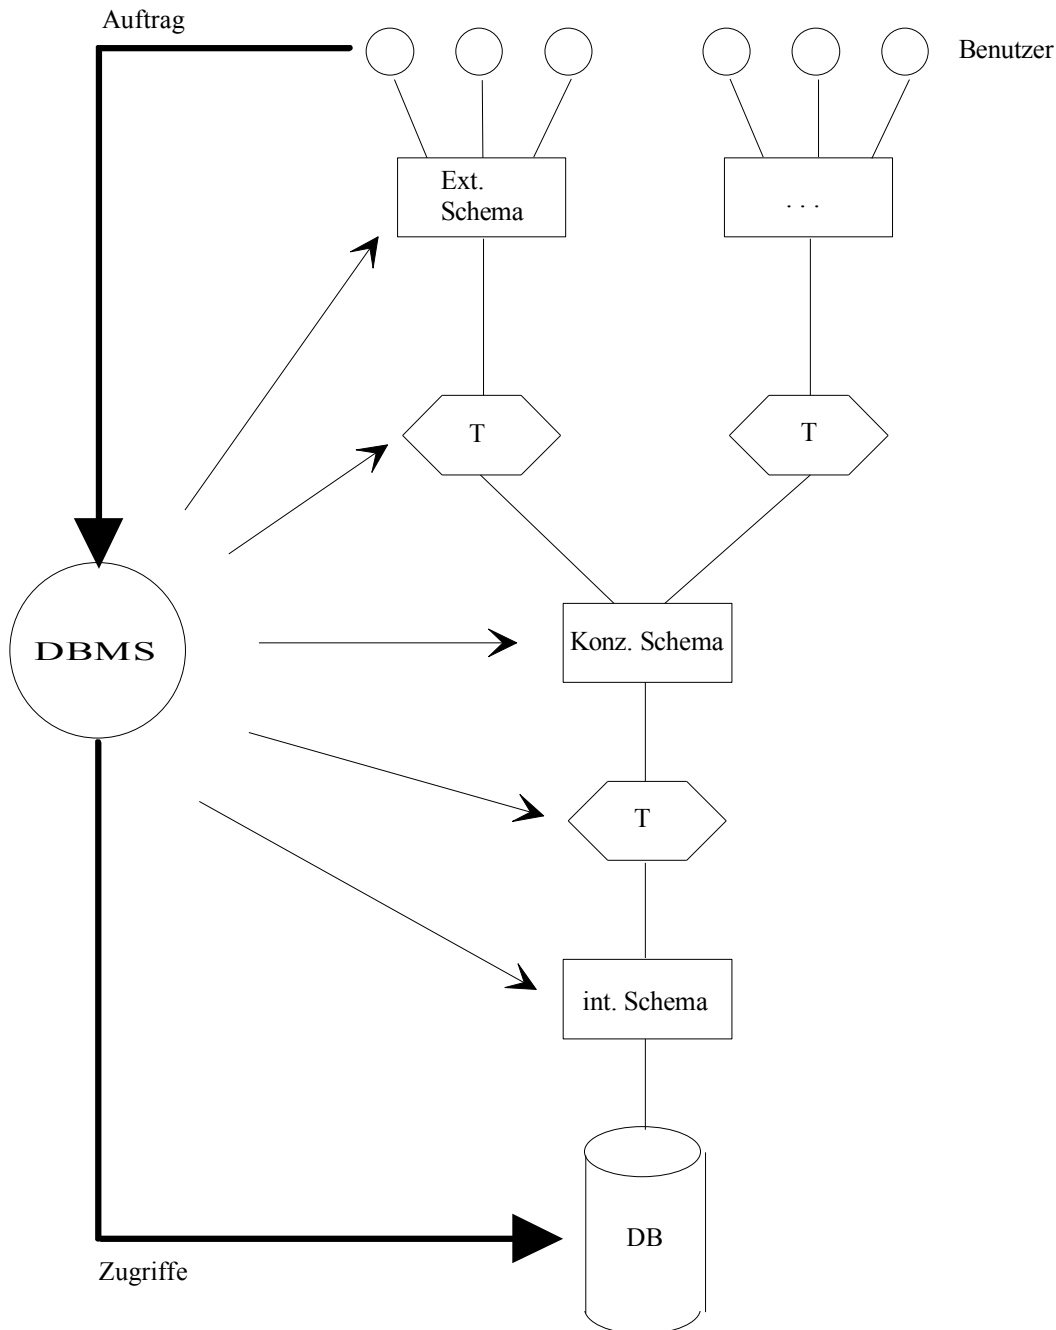 Auftrag
Benutzer
Ext.
Schema
. . .
T
T
DBMS
Konz. Schema
T
int. Schema
DB
Zugriffe